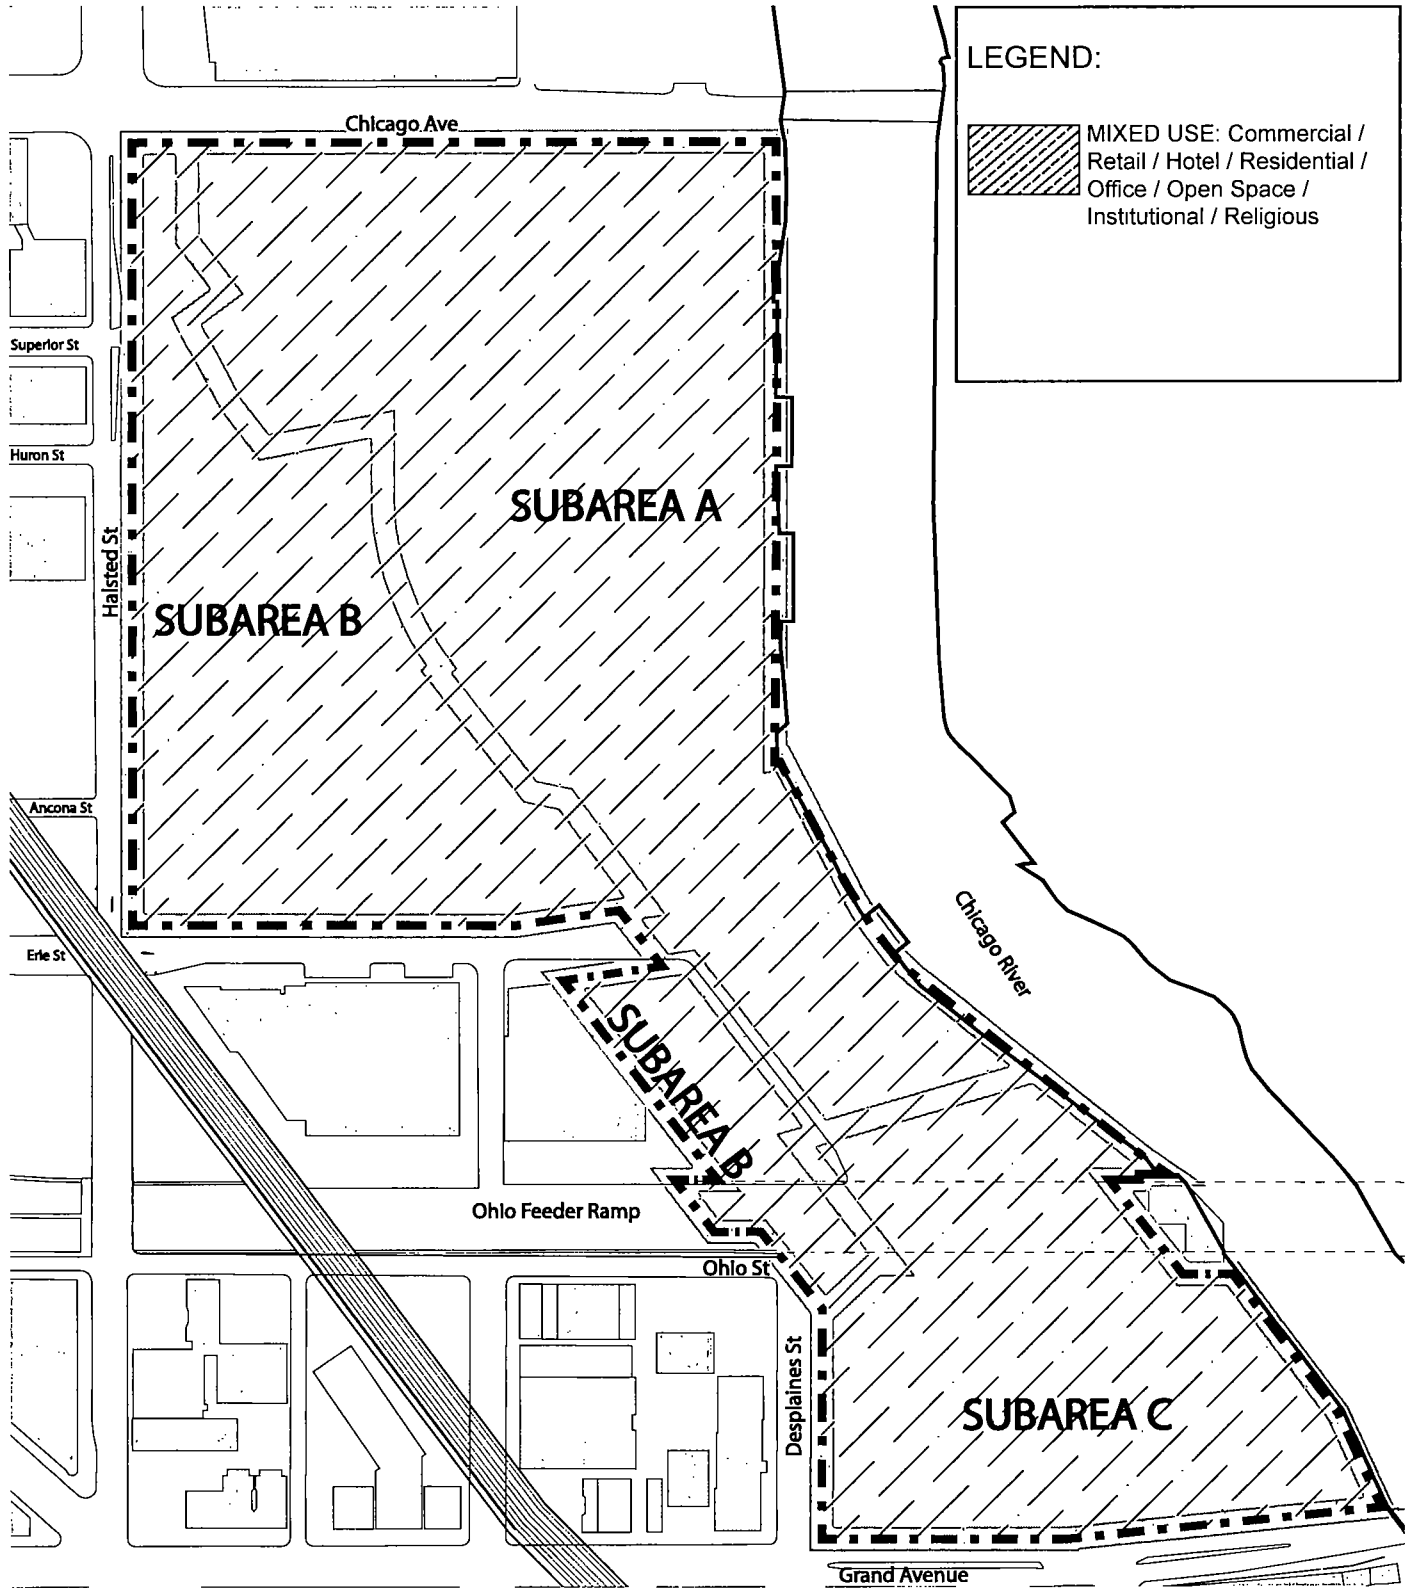 LEGEND:
MIXED USE: Commercial /
Retail / Hotel / Residential /
Office / Open Space /
Institutional / Religious
Chicago Ave
Superior St
Huron St
Halsted St
SUBAREA A
SUBAREA B
Ancona St
Chicago River
Erie St
SUBAREA B
Ohio Feeder Ramp
Ohio St
Desplaines St
SUBAREA C
Grand Avenue